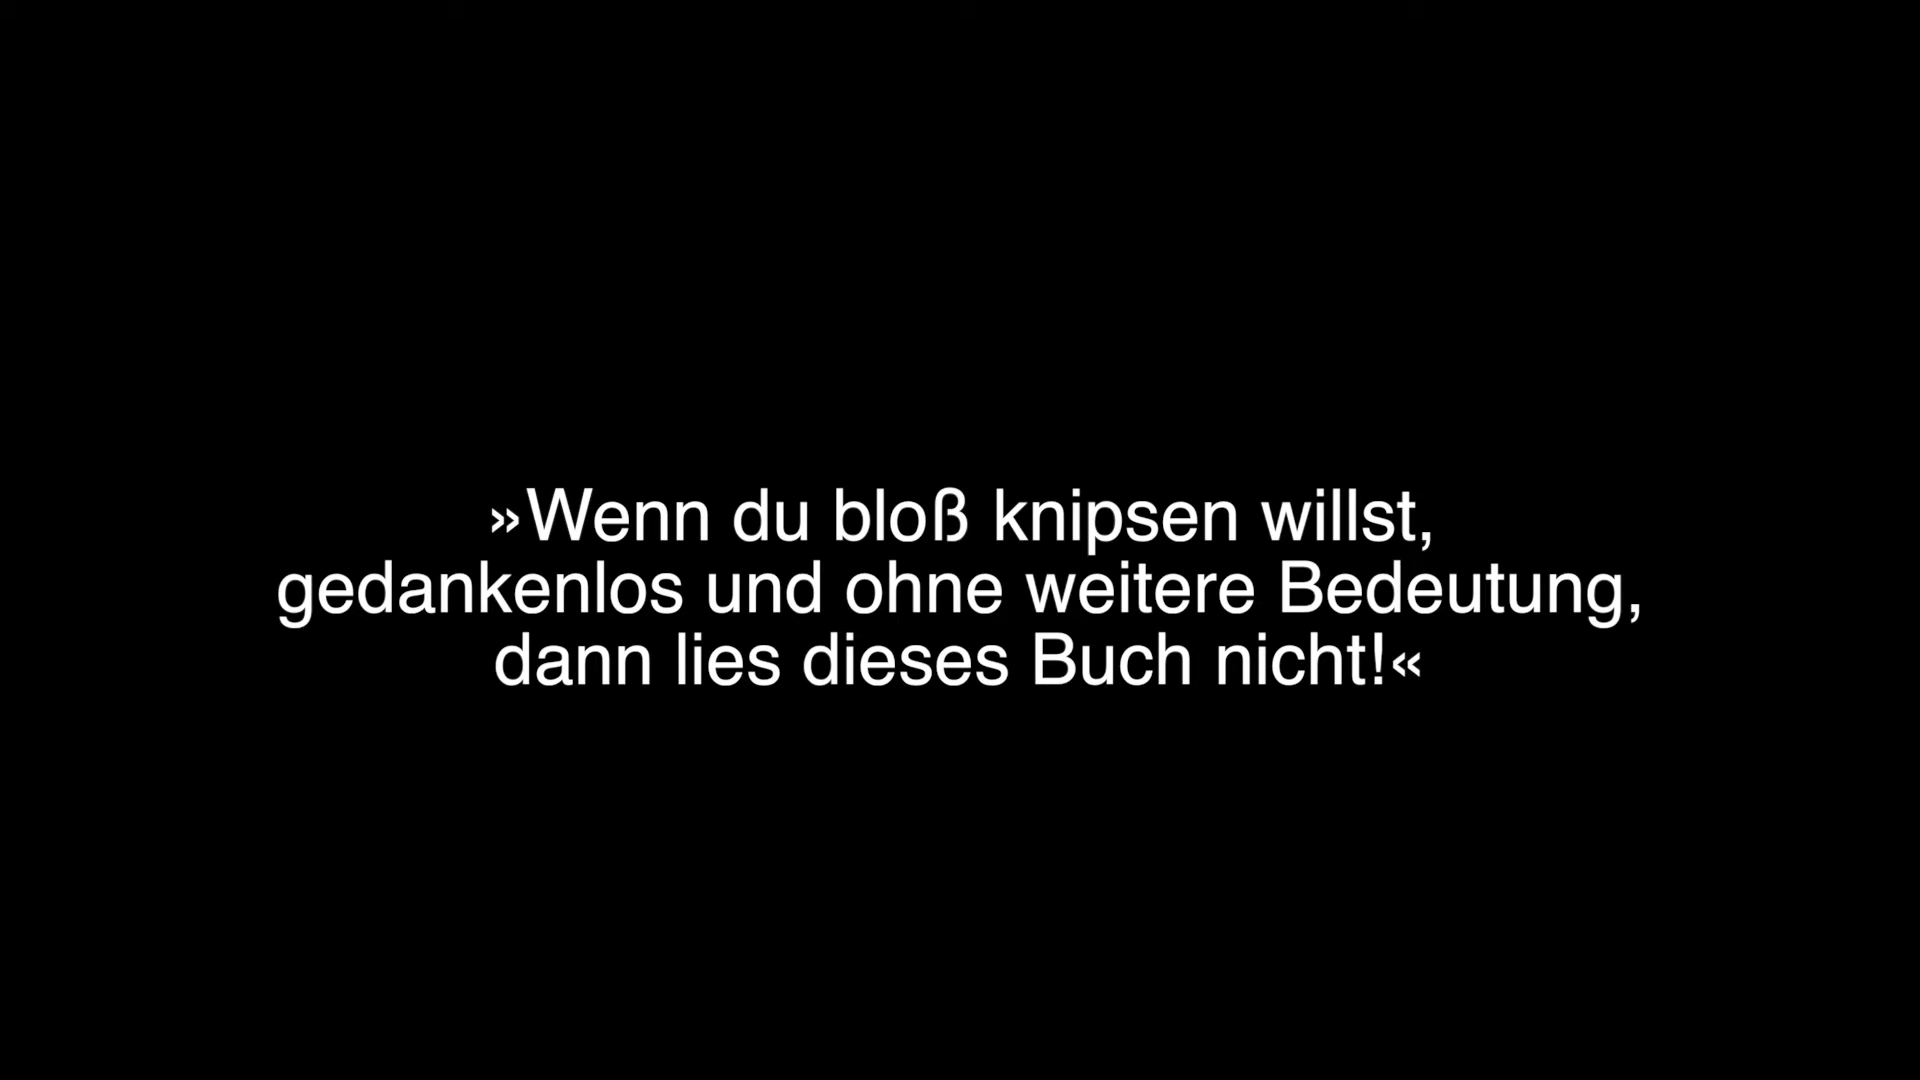 »Wenn du bloß knipsen willst,
gedankenlos und ohne weitere Bedeutung,
dann lies dieses Buch nicht!«